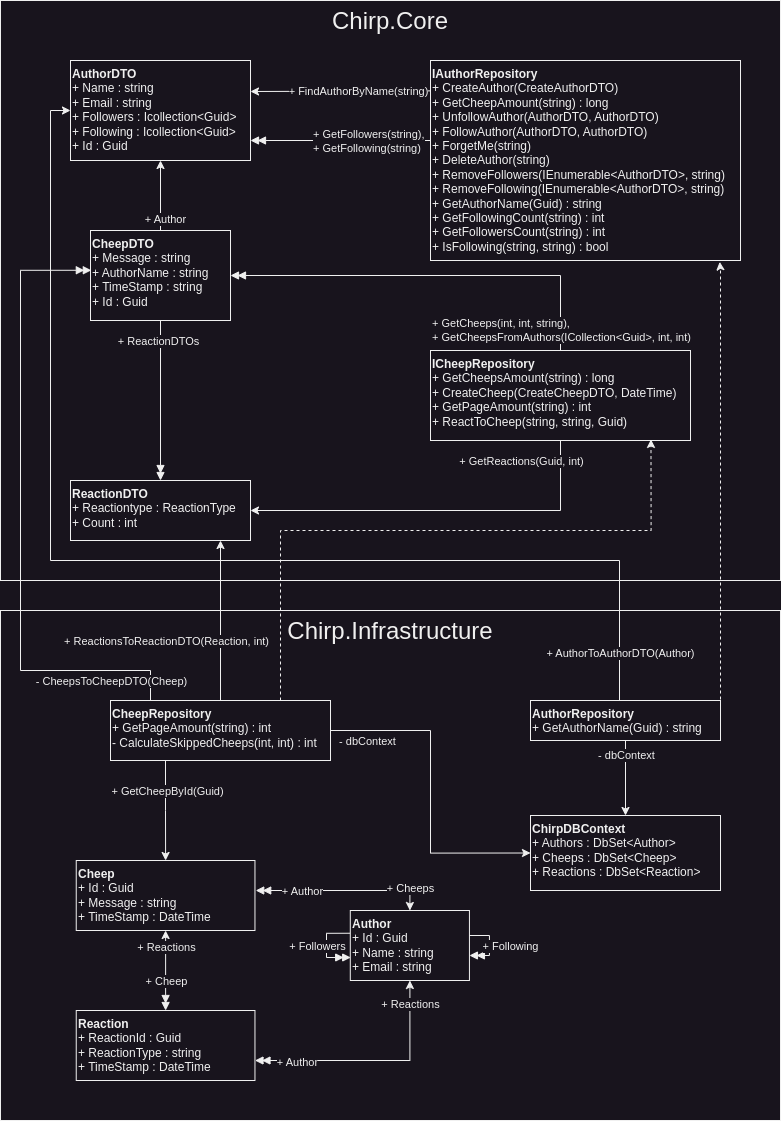 Chirp.Core
AuthorDTO
+ Name : string
+ Email : string
+ Followers : Icollection<Guid>
+ Following : Icollection<Guid>
+ Id : Guid
+ FindAuthorByName(string)
+ GetFollowers(string),
+ GetFollowing(string)
IAuthorRepository
+ CreateAuthor(CreateAuthorDTO)
+ GetCheepAmount(string) : long
+ UnfollowAuthor(AuthorDTO, AuthorDTO)
+ FollowAuthor(AuthorDTO, AuthorDTO)
+ ForgetMe(string)
+ DeleteAuthor(string)
+ RemoveFollowers(IEnumerable<AuthorDTO>, string)
+ RemoveFollowing(IEnumerable<AuthorDTO>, string)
+ GetAuthorName(Guid) : string
+ GetFollowingCount(string) : int
+ GetFollowersCount(string) : int
+ IsFollowing(string, string) : bool
+ Author
CheepDTO
+ Message : string
+ AuthorName : string
+ TimeStamp : string
+ Id : Guid
+ ReactionDTOs
+ GetCheeps(int, int, string),
+ GetCheepsFromAuthors(ICollection<Guid>, int, int)
ICheepRepository
+ GetCheepsAmount(string) : long
+ CreateCheep(CreateCheepDTO, DateTime)
+ GetPageAmount(string) : int
+ ReactToCheep(string, string, Guid)
+ GetReactions(Guid, int)
ReactionDTO
+ Reactiontype : ReactionType
+ Count : int
Chirp.Infrastructure
+ ReactionsToReactionDTO(Reaction, int)
+ AuthorToAuthorDTO(Author)
- CheepsToCheepDTO(Cheep)
CheepRepository
+ GetPageAmount(string) : int
- CalculateSkippedCheeps(int, int) : int
- dbContext
AuthorRepository
+ GetAuthorName(Guid) : string
- dbContext
+ GetCheepById(Guid)
ChirpDBContext
+ Authors : DbSet<Author>
+ Cheeps : DbSet<Cheep>
+ Reactions : DbSet<Reaction>
Cheep
+ Id : Guid
+ Message : string
+ TimeStamp : DateTime
+ Author
+ Cheeps
Author
+ Id : Guid
+ Name : string
+ Email : string
+ Followers
+ Following
+ Reactions
+ Cheep
+ Reactions
Reaction
+ ReactionId : Guid
+ ReactionType : string
+ TimeStamp : DateTime
+ Author